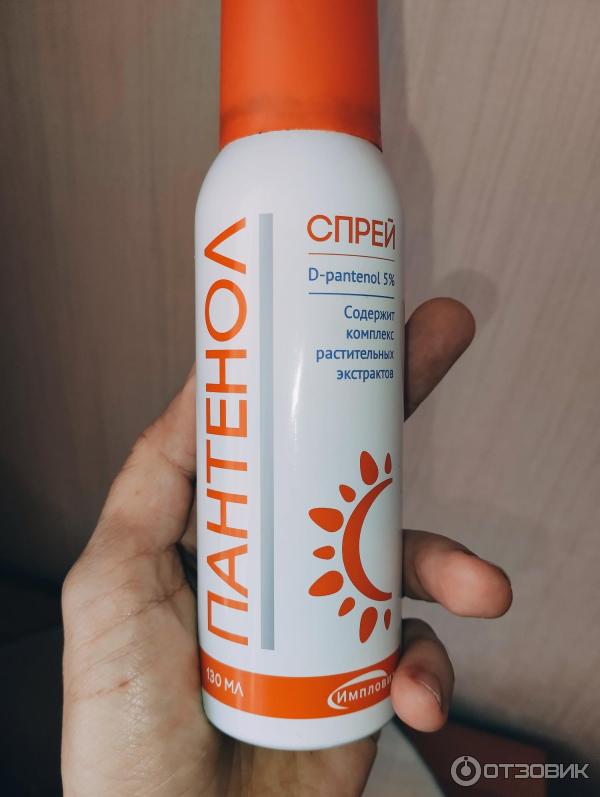 ПАНТЕНОЛ
СПРЕЙ
D-pantenol 5%
Содержит
комплекс
растительных
экстрактов
130 МЛ
ОТЗОВИК